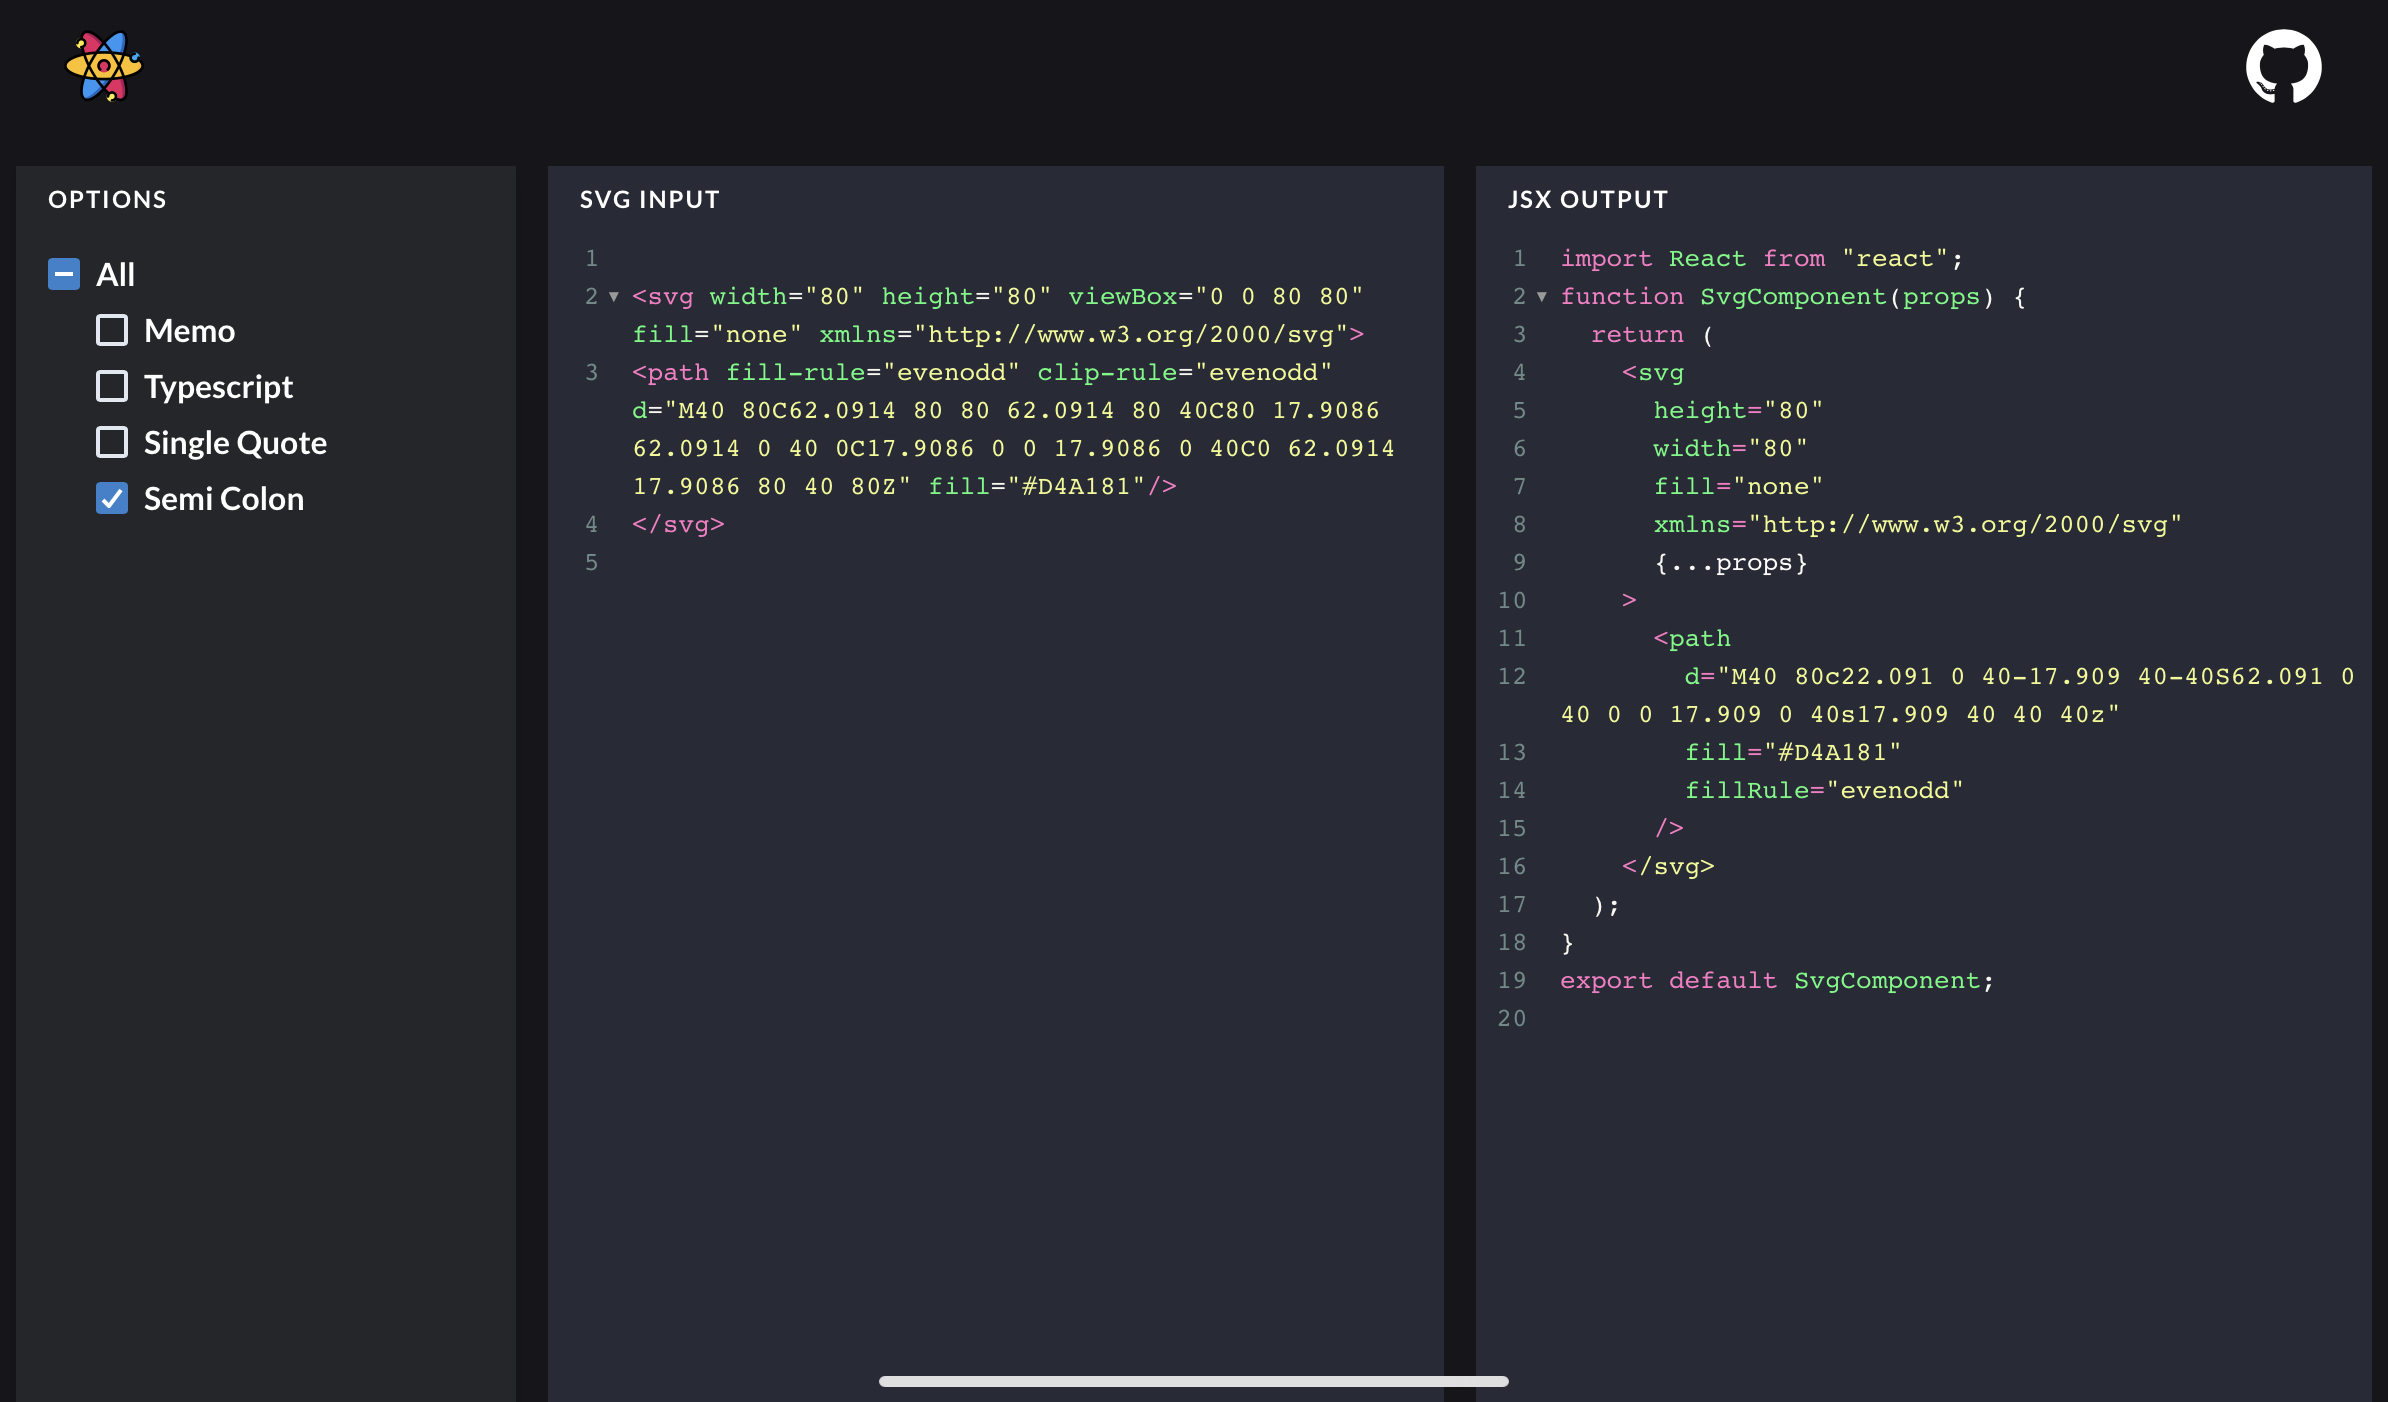 OPTIONS
All
Memo
Typescript
Single Quote
Semi Colon
SVG INPUT
1
2 <svg width="80" height="80" viewBox="0 0 80 80"
fill="none" xmlns="http://www.w3.org/2000/svg">
3 <path fill-rule="evenodd" clip-rule="evenodd"
d="M40 80C62.0914 80 80 62.0914 80 40C80 17.9086
62.0914 0 40 0C17.9086 0 0 17.9086 0 40C0 62.0914
17.9086 80 40 80Z" fill="#D4A181"/>
4 </svg>
5
JSX OUTPUT
1 import React from "react";
2 function SvgComponent(props) {
3 return (
4 <svg
5 height="80"
6 width="80"
7 fill="none"
8 xmlns="http://www.w3.org/2000/svg"
9 {...props}
10 >
11 <path
12 d="M40 80c22.091 0 40-17.909 40-40S62.091 0
40 0 0 17.909 0 40s17.909 40 40 40z"
13 fill="#D4A181"
14 fillRule="evenodd"
15 />
16 </svg>
17 );
18 }
19 export default SvgComponent;
20